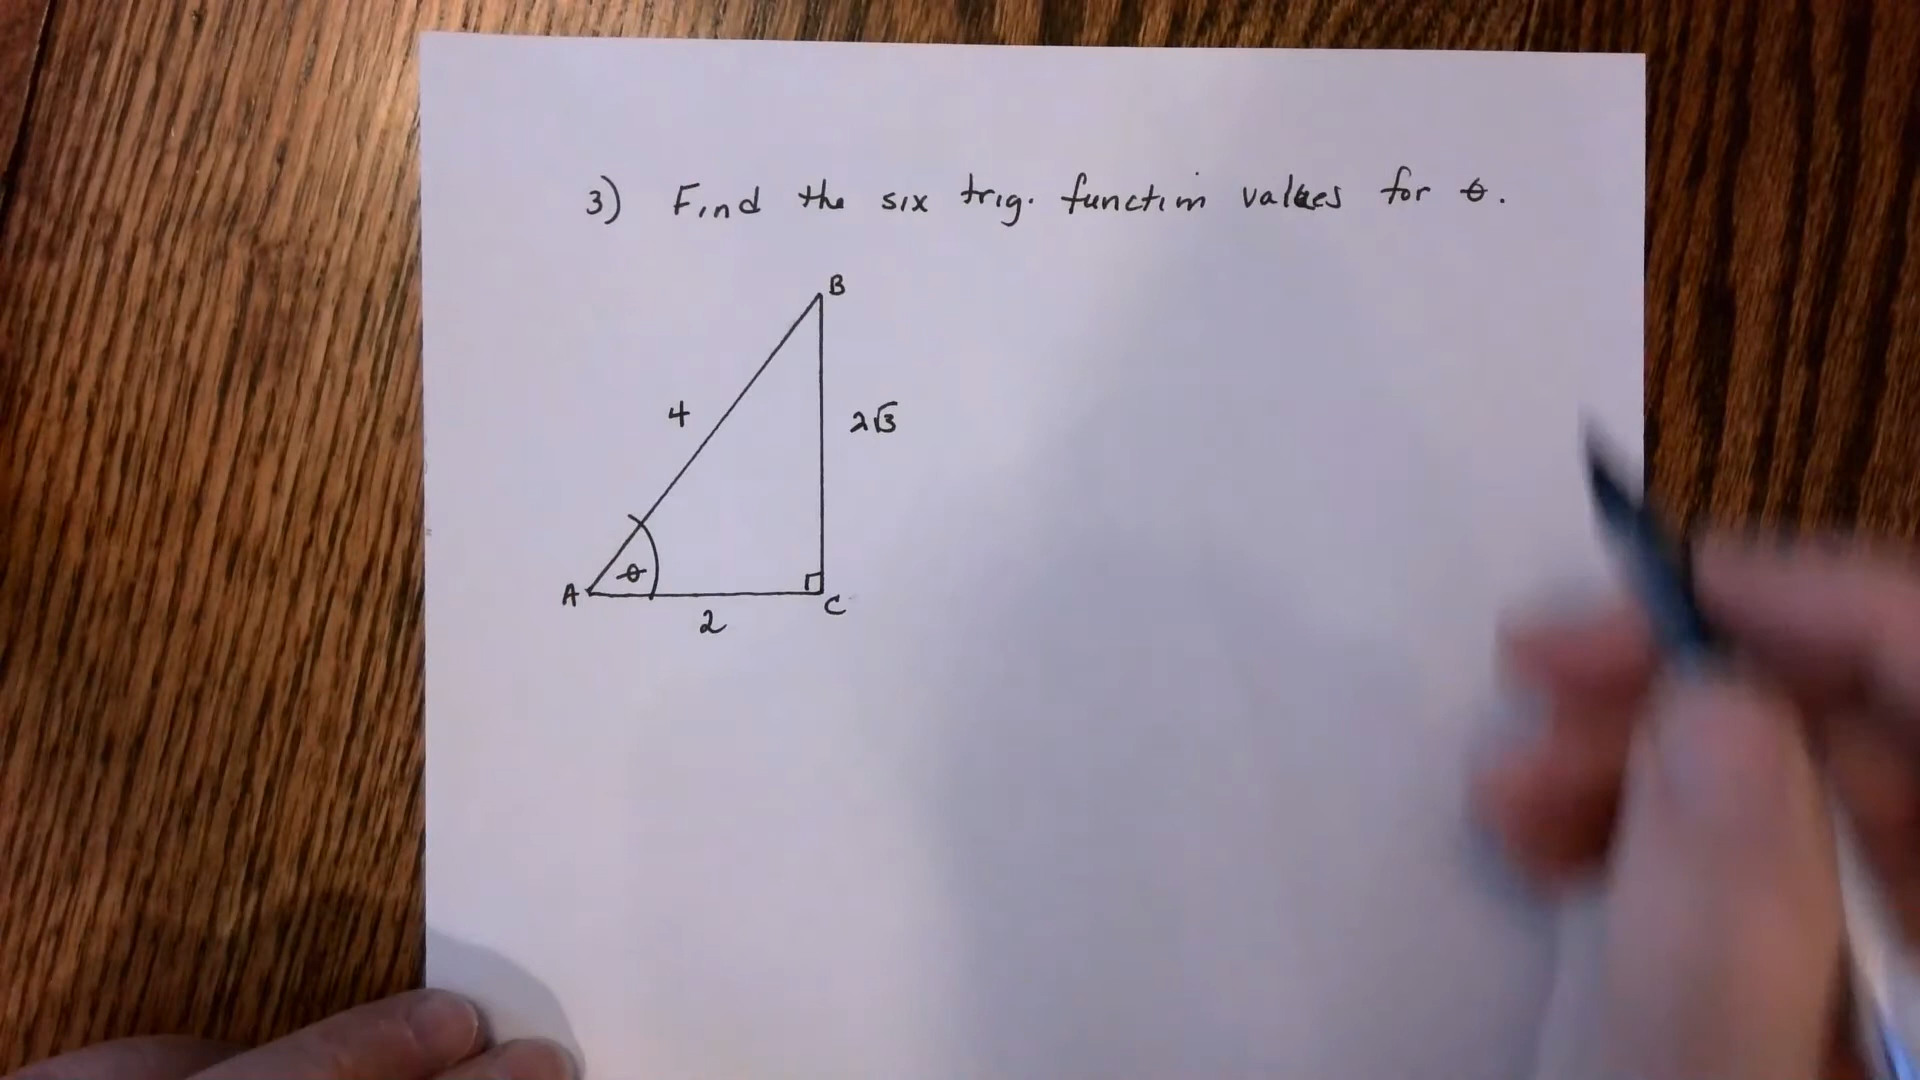 3) Find the six trig. function values for θ.
B
4
2√3
θ
A
C
2